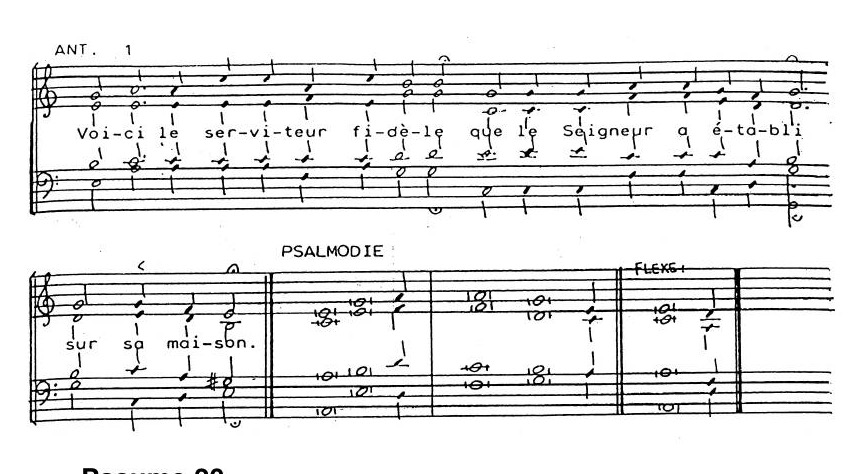 ANT. 1
Voi-ci le ser-vi-teur fi-dè-le que le Seigneur a é-ta-bli
PSALMODIE
FLEXE:
sur sa mai-son.